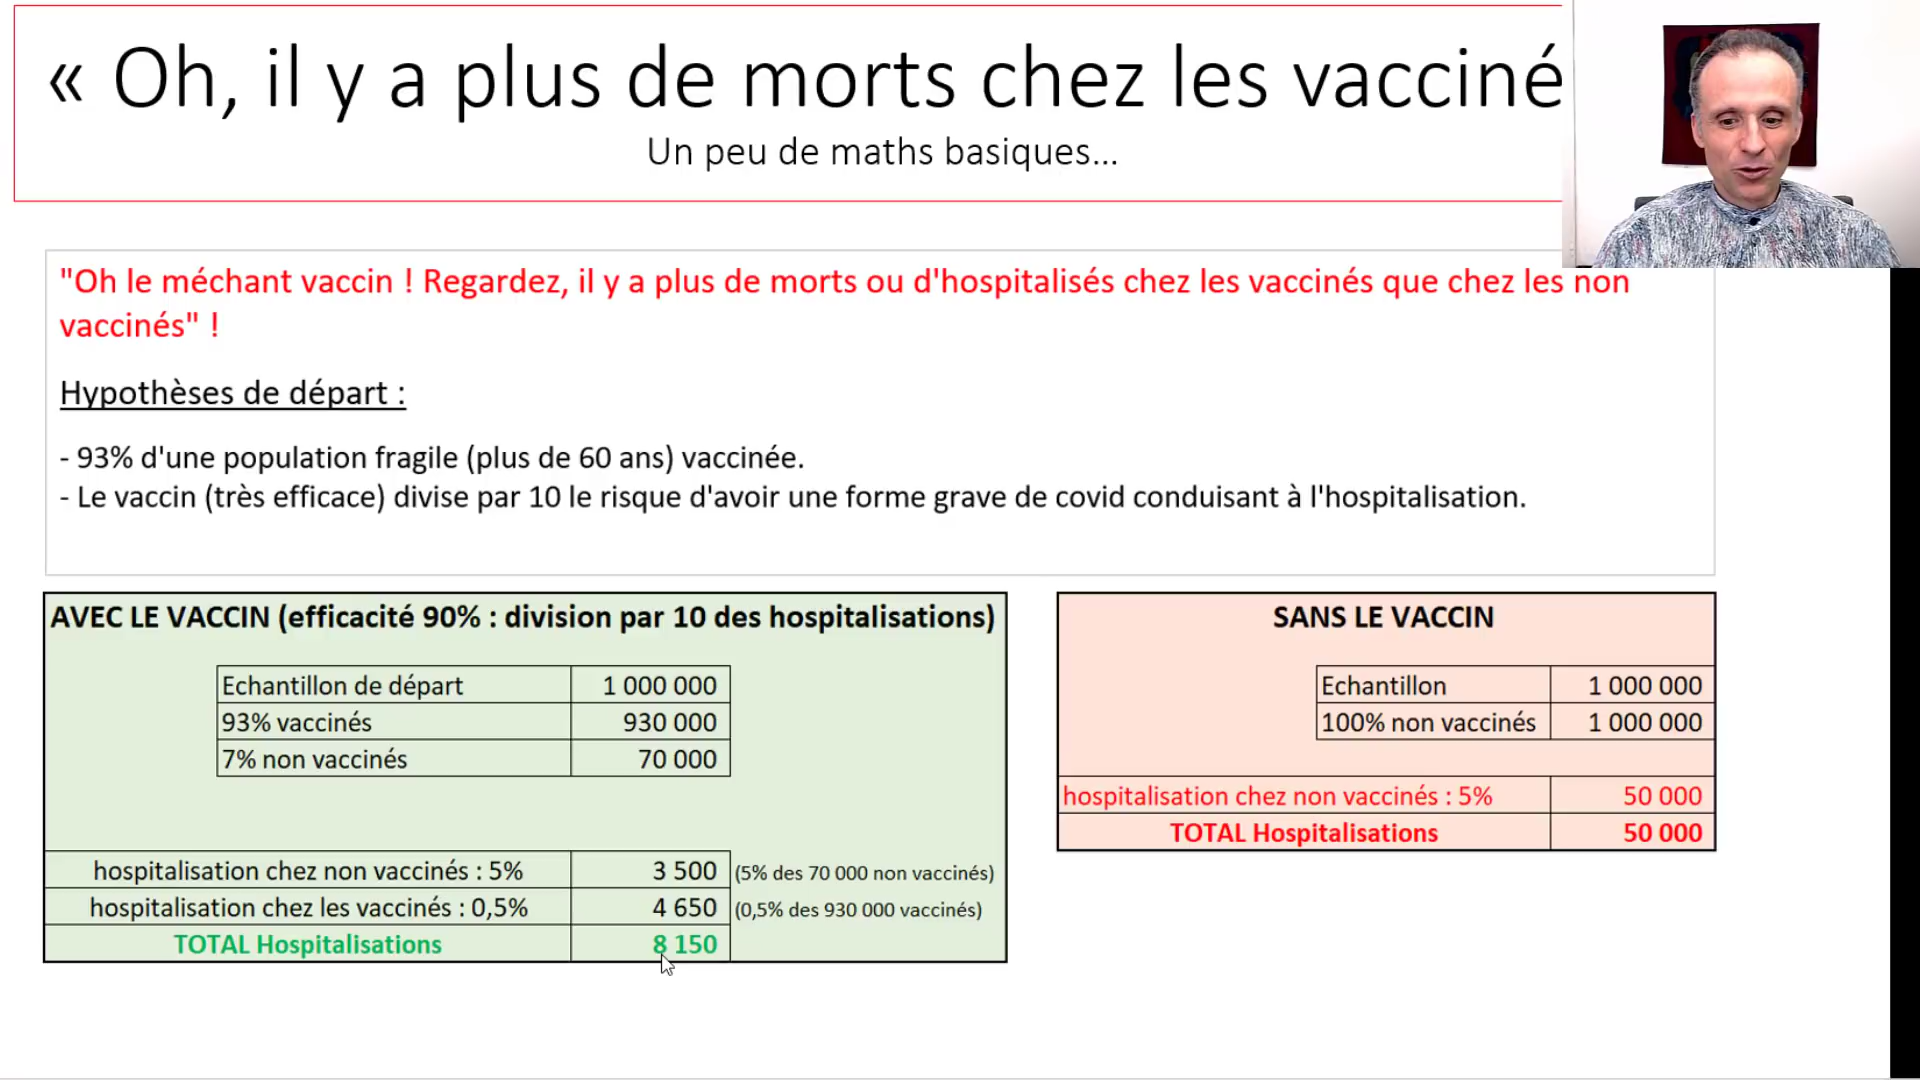 « Oh, il y a plus de morts chez les vacciné
Un peu de maths basiques...
"Oh le méchant vaccin ! Regardez, il y a plus de morts ou d'hospitalisés chez les vaccinés que chez les non
vaccinés" !
Hypothèses de départ :
- 93% d'une population fragile (plus de 60 ans) vaccinée.
- Le vaccin (très efficace) divise par 10 le risque d'avoir une forme grave de covid conduisant à l'hospitalisation.
AVEC LE VACCIN (efficacité 90% : division par 10 des hospitalisations)
Echantillon de départ 1 000 000
93% vaccinés 930 000
7% non vaccinés 70 000
hospitalisation chez non vaccinés : 5% 3 500 (5% des 70 000 non vaccinés)
hospitalisation chez les vaccinés : 0,5% 4 650 (0,5% des 930 000 vaccinés)
TOTAL Hospitalisations 8 150
SANS LE VACCIN
Echantillon 1 000 000
100% non vaccinés 1 000 000
hospitalisation chez non vaccinés : 5% 50 000
TOTAL Hospitalisations 50 000